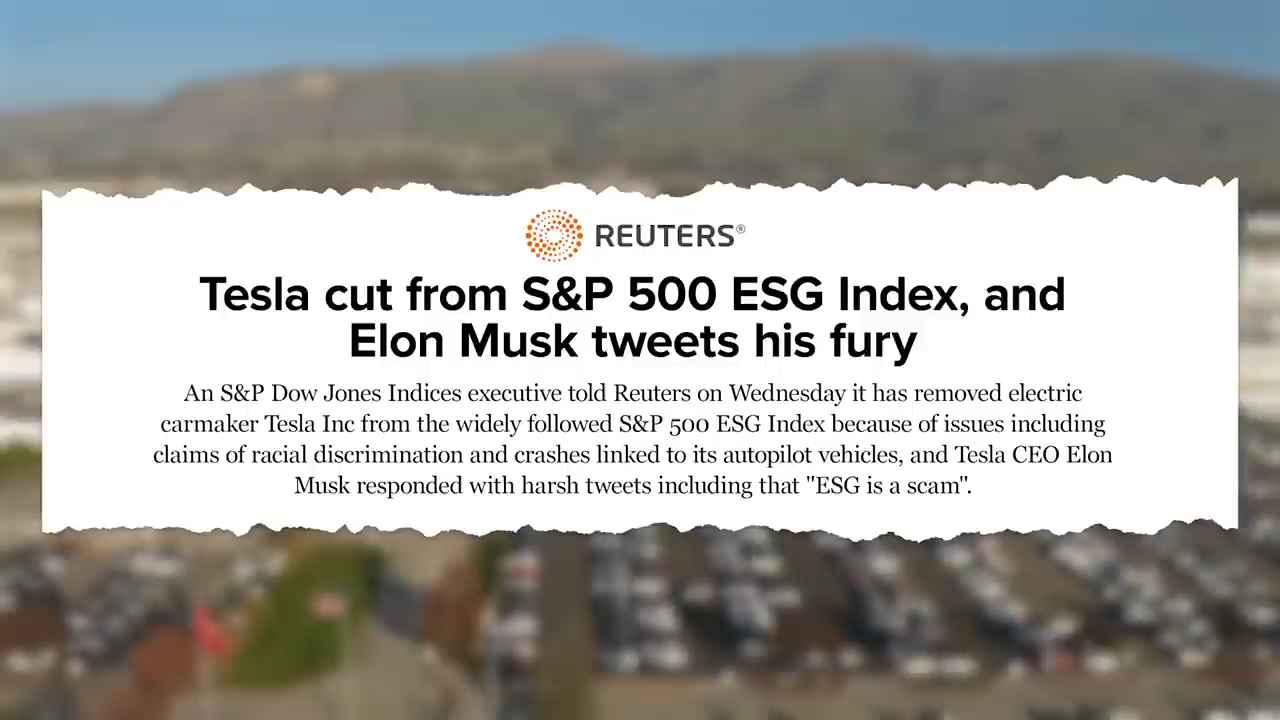 REUTERS®
Tesla cut from S&P 500 ESG Index, and
Elon Musk tweets his fury
An S&P Dow Jones Indices executive told Reuters on Wednesday it has removed electric
carmaker Tesla Inc from the widely followed S&P 500 ESG Index because of issues including
claims of racial discrimination and crashes linked to its autopilot vehicles, and Tesla CEO Elon
Musk responded with harsh tweets including that "ESG is a scam".